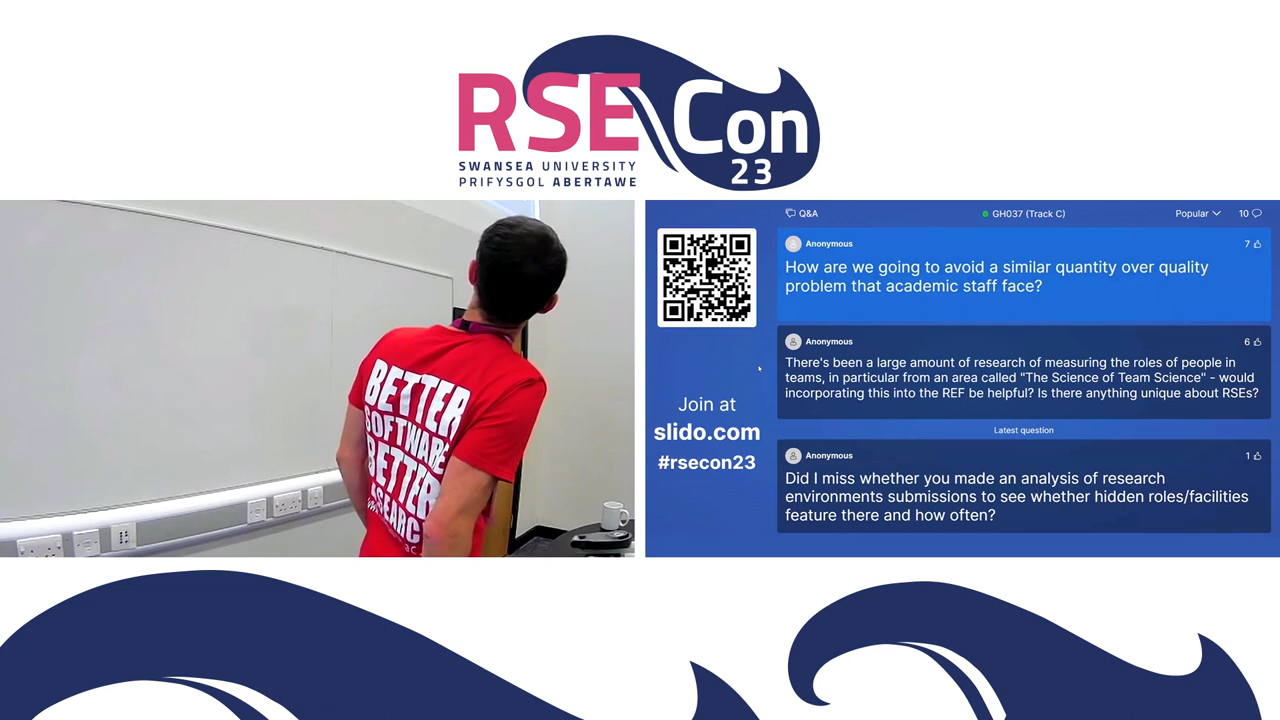 RSE Con
23
SWANSEA UNIVERSITY
PRIFYSGOL ABERTAWE
BETTER
SOFTWARE
BETTER
Q&A
GH037 (Track C)
Popular
10
Anonymous
7
How are we going to avoid a similar quantity over quality
problem that academic staff face?
Anonymous
6
There's been a large amount of research of measuring the roles of people in
teams, in particular from an area called "The Science of Team Science" - would
incorporating this into the REF be helpful? Is there anything unique about RSEs?
Latest question
Anonymous
1
Did I miss whether you made an analysis of research
environments submissions to see whether hidden roles/facilities
feature there and how often?
Join at
slido.com
#rsecon23